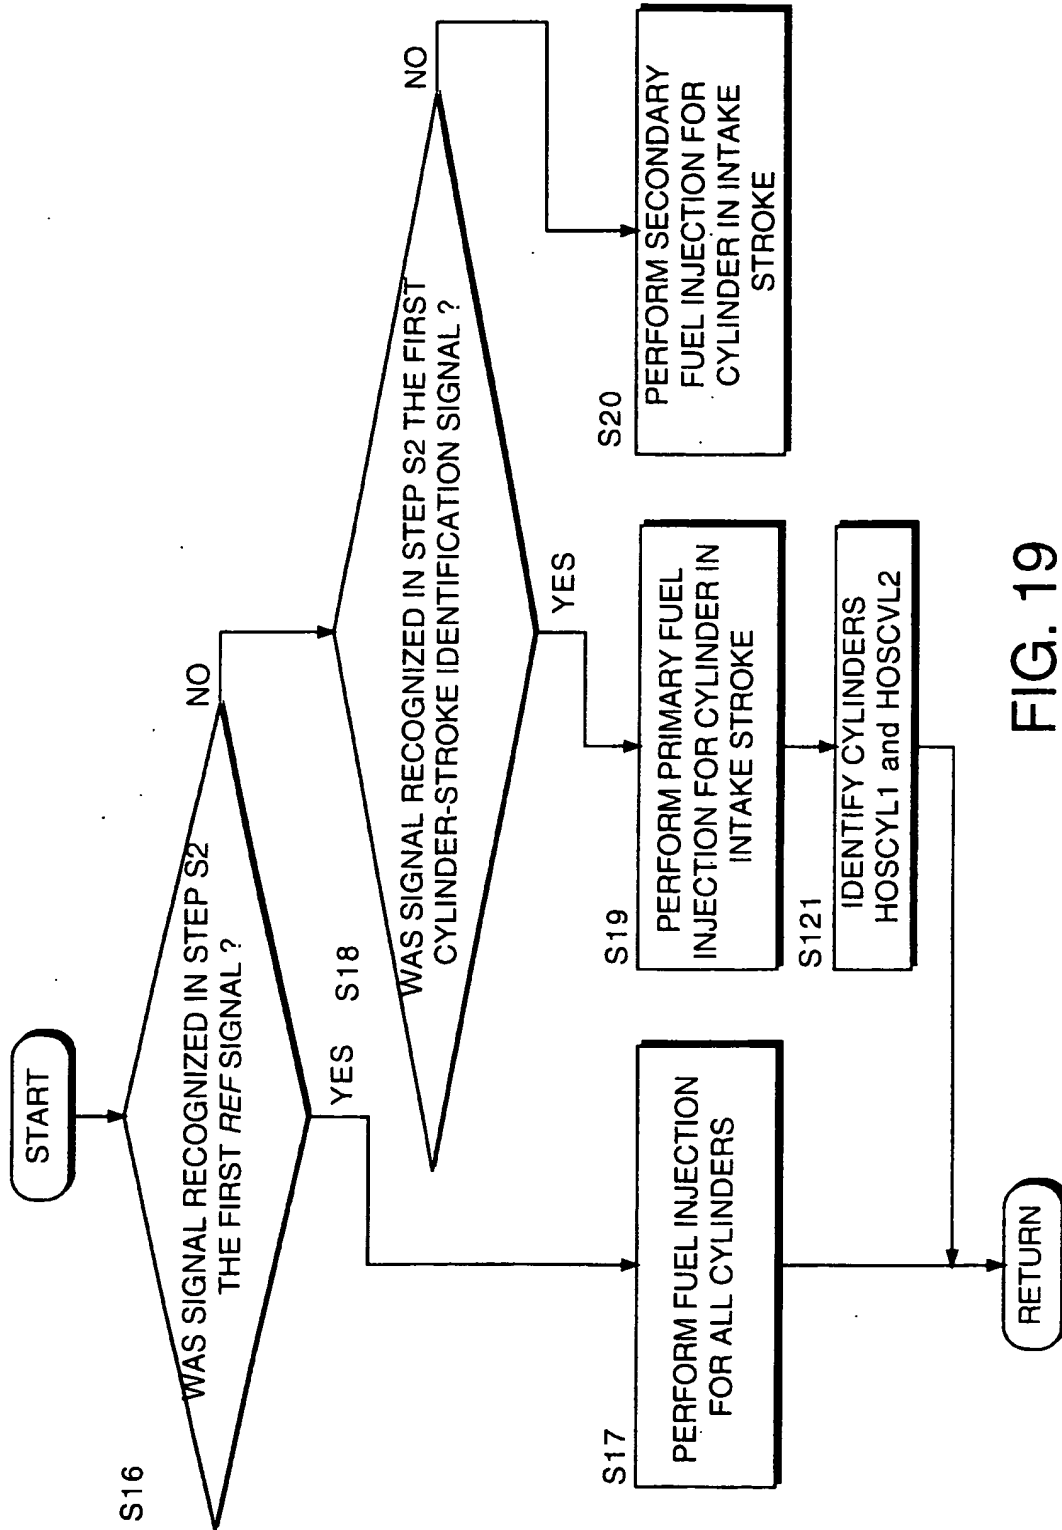 START
S16
WAS SIGNAL RECOGNIZED IN STEP S2
THE FIRST REF SIGNAL ?
NO
YES
S18
WAS SIGNAL RECOGNIZED IN STEP S2 THE FIRST
CYLINDER-STROKE IDENTIFICATION SIGNAL ?
NO
YES
S17
PERFORM FUEL INJECTION
FOR ALL CYLINDERS
S19
PERFORM PRIMARY FUEL
INJECTION FOR CYLINDER IN
INTAKE STROKE
S20
PERFORM SECONDARY
FUEL INJECTION FOR
CYLINDER IN INTAKE
STROKE
S121
IDENTIFY CYLINDERS
HOSCYL1 and HOSCVL2
RETURN
FIG. 19